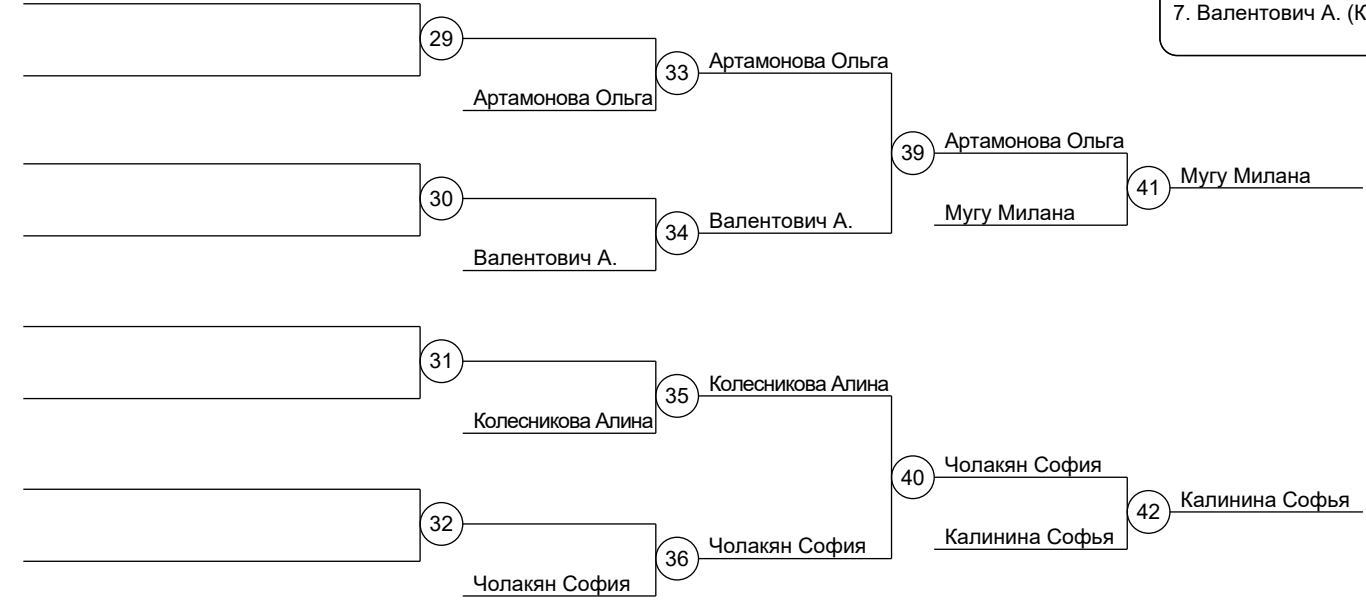 7. Валентович А. (К
29
33
Артамонова Ольга
Артамонова Ольга
39
Артамонова Ольга
41
Мугу Милана
30
34
Валентович А.
Мугу Милана
Валентович А.
31
35
Колесникова Алина
Колесникова Алина
40
Чолакян София
42
Калинина Софья
32
36
Чолакян София
Калинина Софья
Чолакян София